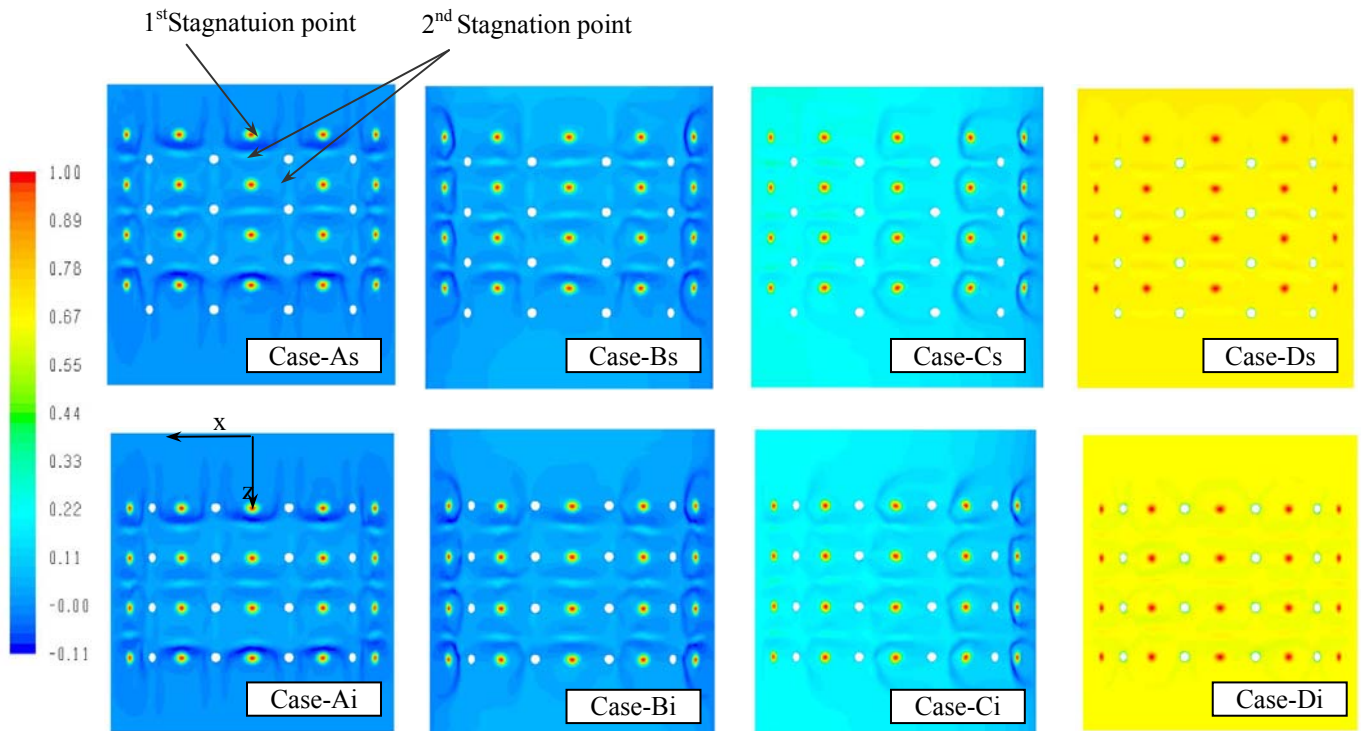 1stStagnatuion point
2nd Stagnation point
1.00
0.89
0.78
0.67
0.55
0.44
0.33
0.22
0.11
-0.00
-0.11
Case-As
Case-Bs
Case-Cs
Case-Ds
x
z
Case-Ai
Case-Bi
Case-Ci
Case-Di